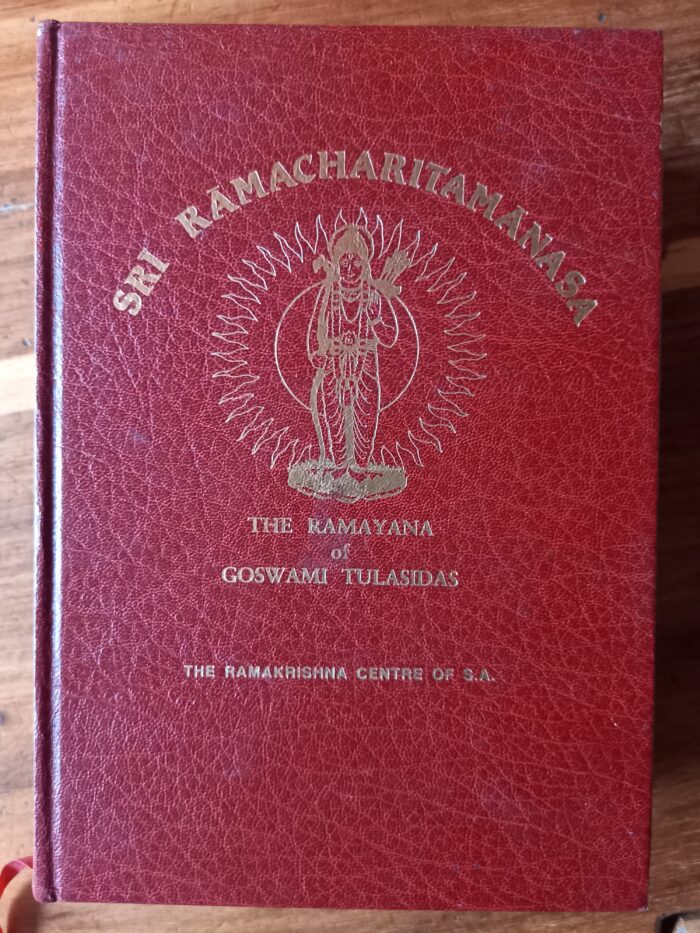 SRI RAMACHARITAMANASA
THE RAMAYANA
of
GOSWAMI TULASIDAS
THE RAMAKRISHNA CENTRE OF S.A.